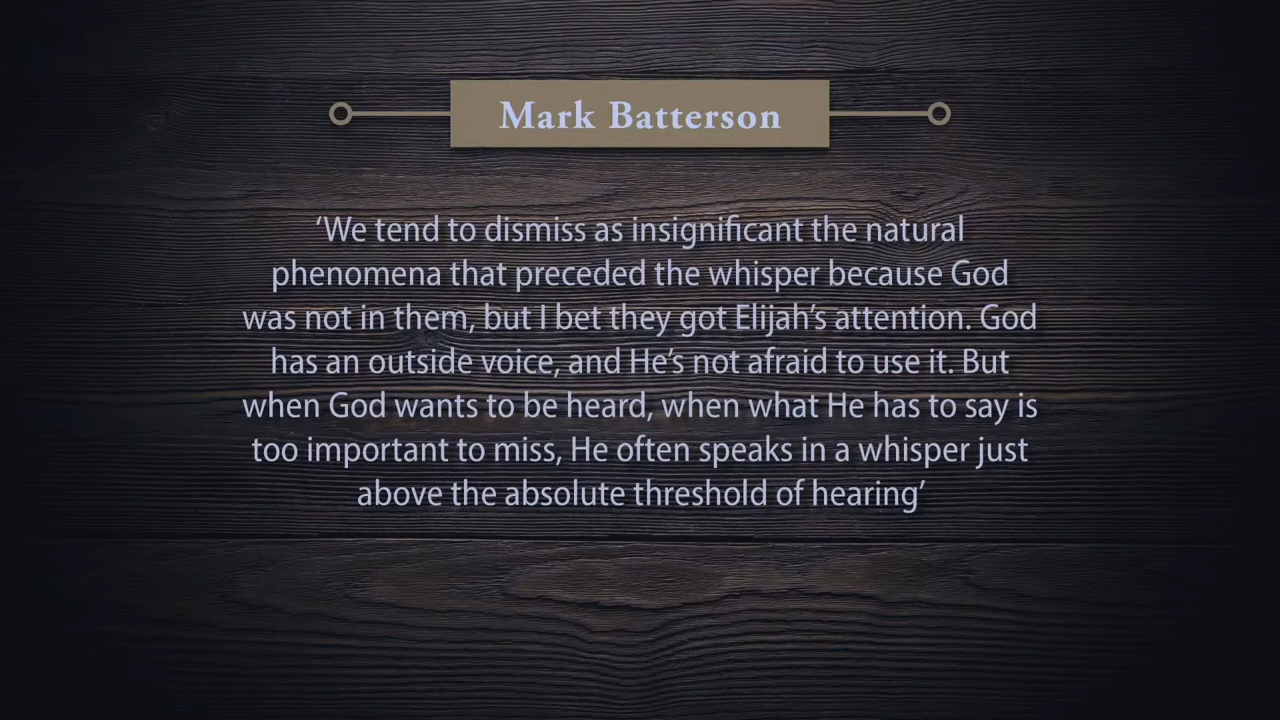 Mark Batterson
‘We tend to dismiss as insignificant the natural
phenomena that preceded the whisper because God
was not in them, but I bet they got Elijah’s attention. God
has an outside voice, and He’s not afraid to use it. But
when God wants to be heard, when what He has to say is
too important to miss, He often speaks in a whisper just
above the absolute threshold of hearing’